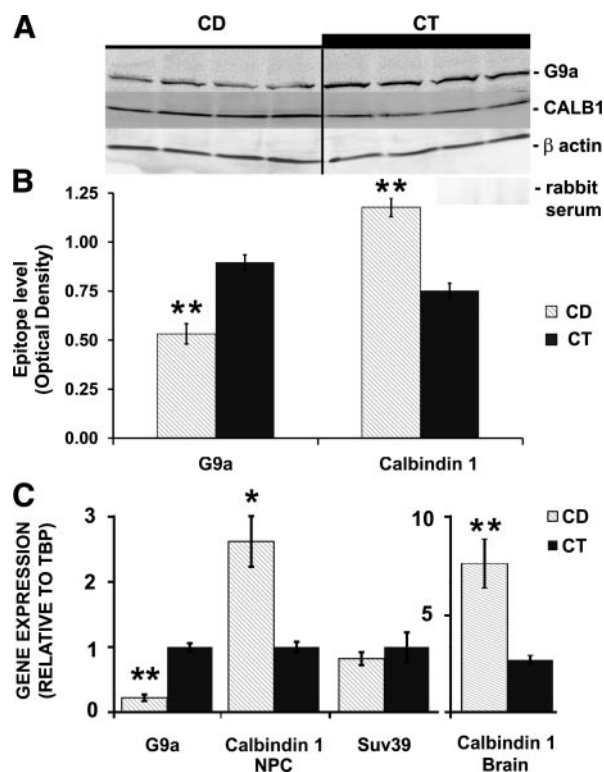 A
CD CT
- G9a
- CALB1
- β actin
- rabbit
serum
B
Epitope level
(Optical Density)
1.25
1.00
0.75
0.50
0.25
0.00
**
**
CD
CT
G9a Calbindin 1
C
GENE EXPRESSION
(RELATIVE TO TBP)
3
2
1
0
**
*
10
5
**
CD
CT
G9a Calbindin 1 Suv39 Calbindin 1
NPC Brain